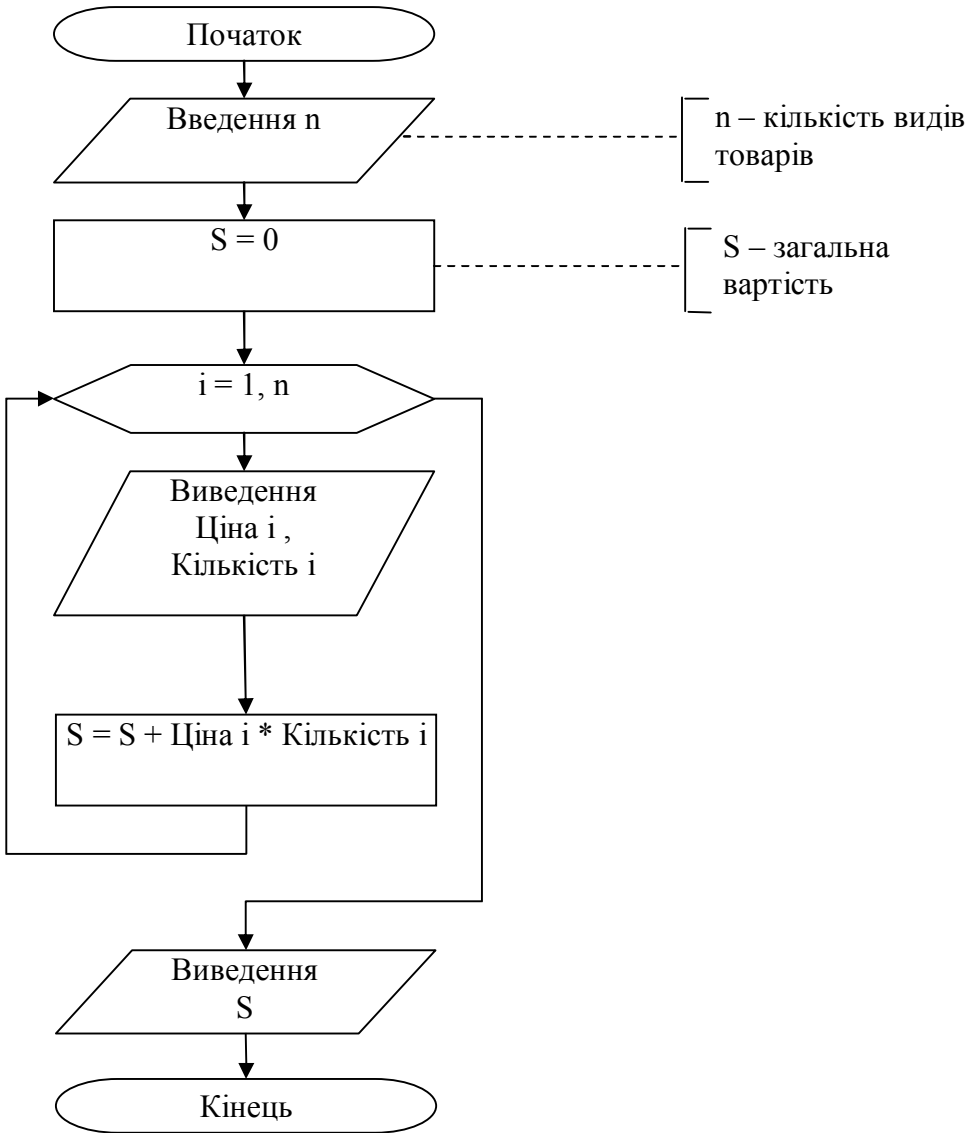 Початок
Введення n
n – кількість видів
товарів
S = 0
S – загальна
вартість
i = 1, n
Виведення
Ціна i ,
Кількість i
S = S + Ціна i * Кількість i
Виведення
S
Кінець